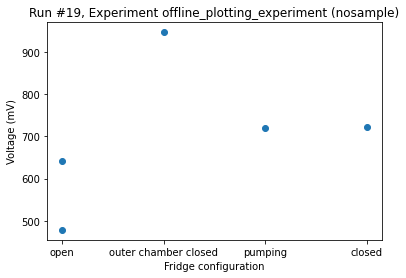 Run #19, Experiment offline_plotting_experiment (nosample)
Voltage (mV)
900
800
700
600
500
open
outer chamber closed
pumping
closed
Fridge configuration